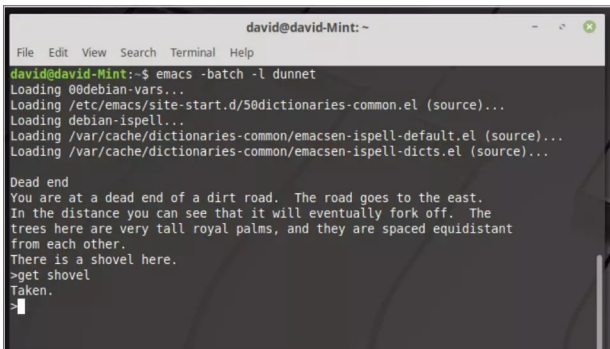 david@david-Mint: ~
File Edit View Search Terminal Help
david@david-Mint:~$ emacs -batch -l dunnet
Loading 00debian-vars...
Loading /etc/emacs/site-start.d/50dictionaries-common.el (source)...
Loading debian-ispell...
Loading /var/cache/dictionaries-common/emacsen-ispell-default.el (source)...
Loading /var/cache/dictionaries-common/emacsen-ispell-dicts.el (source)...
Dead end
You are at a dead end of a dirt road.  The road goes to the east.
In the distance you can see that it will eventually fork off.  The
trees here are very tall royal palms, and they are spaced equidistant
from each other.
There is a shovel here.
>get shovel
Taken.
>